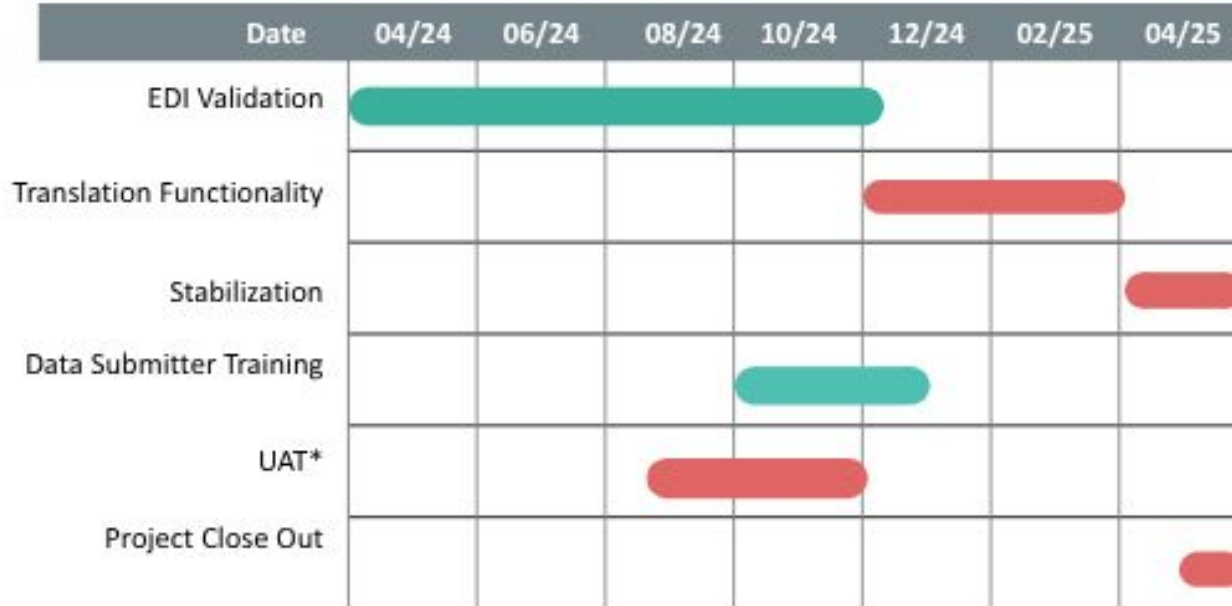 Date 04/24 06/24 08/24 10/24 12/24 02/25 04/25
EDI Validation
Translation Functionality
Stabilization
Data Submitter Training
UAT*
Project Close Out